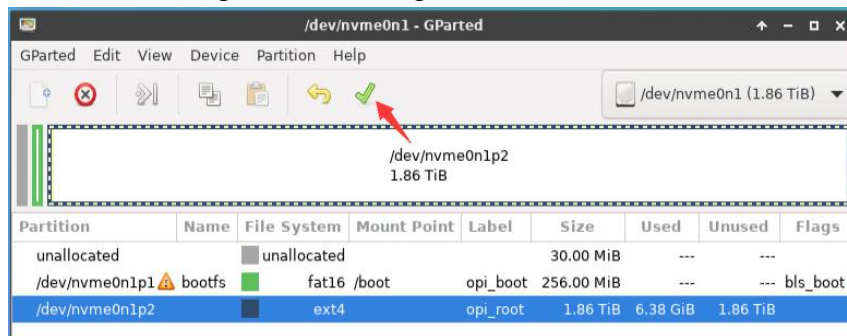 /dev/nvme0n1 - GParted
GParted Edit View Device Partition Help
/dev/nvme0n1 (1.86 TiB)
/dev/nvme0n1p2
1.86 TiB
Partition Name File System Mount Point Label Size Used Unused Flags
unallocated unallocated 30.00 MiB --- ---
/dev/nvme0n1p1 bootfs fat16 /boot opi_boot 256.00 MiB --- --- bls_boot
/dev/nvme0n1p2 ext4 opi_root 1.86 TiB 6.38 GiB 1.86 TiB